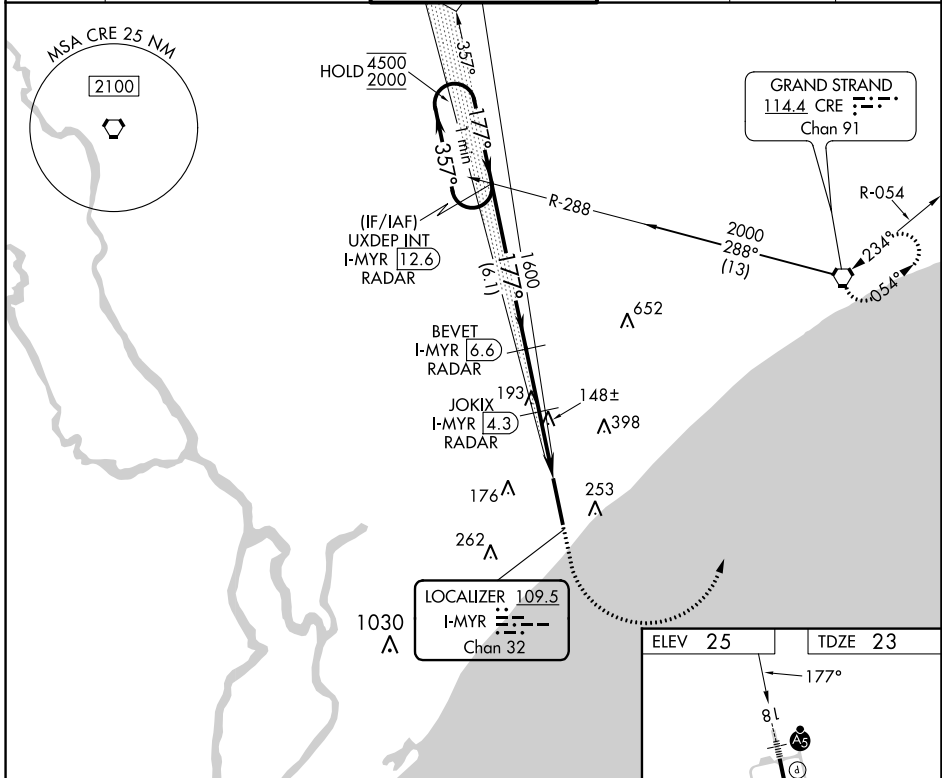 MSA CRE 25 NM
2100
HOLD 4500
2000
357°
177°
1 min
357°
GRAND STRAND
114.4 CRE
Chan 91
R-054
234°
054°
R-288
2000
288°
(13)
(IF/IAF)
UXDEP INT
I-MYR 12.6
RADAR
1600
177°
(6.1)
652
BEVET
I-MYR 6.6
RADAR
193
148±
JOKIX
I-MYR 4.3
RADAR
398
176
253
262
LOCALIZER 109.5
I-MYR
Chan 32
1030
ELEV 25
TDZE 23
177°
18
A5
P